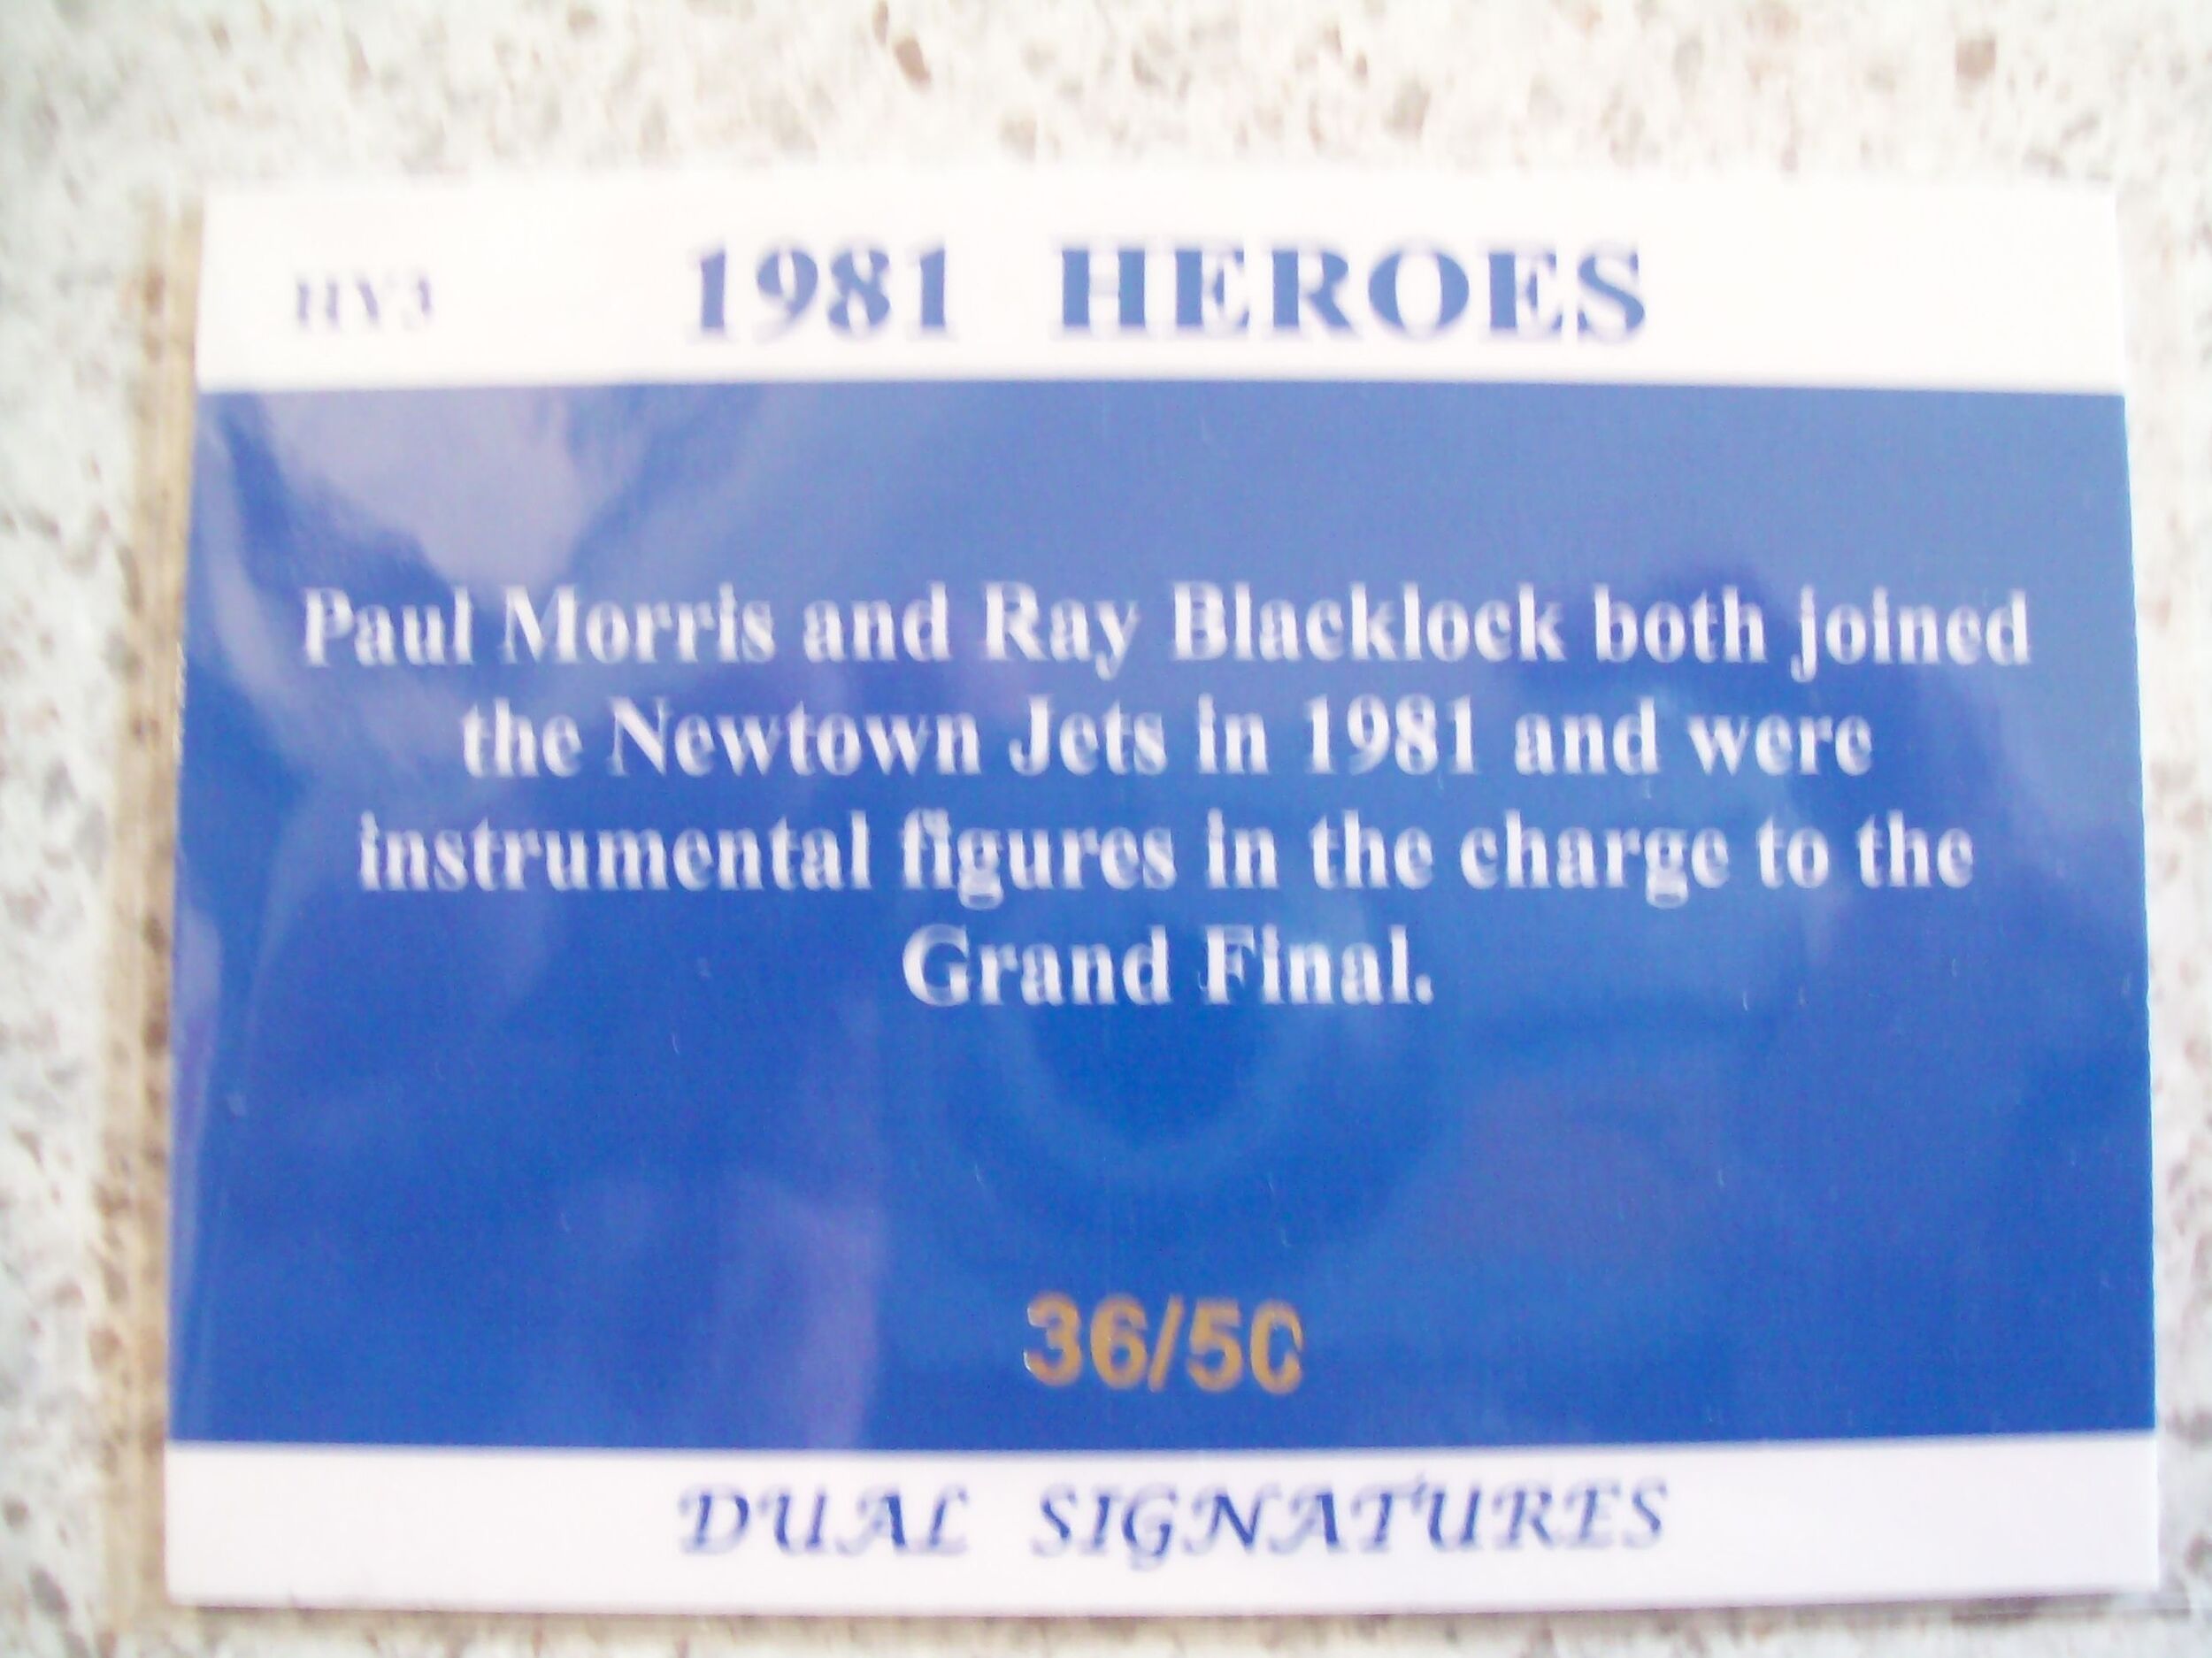 HY3 1981 HEROES
Paul Morris and Ray Blacklock both joined
the Newtown Jets in 1981 and were
instrumental figures in the charge to the
Grand Final.
36/50
DUAL SIGNATURES